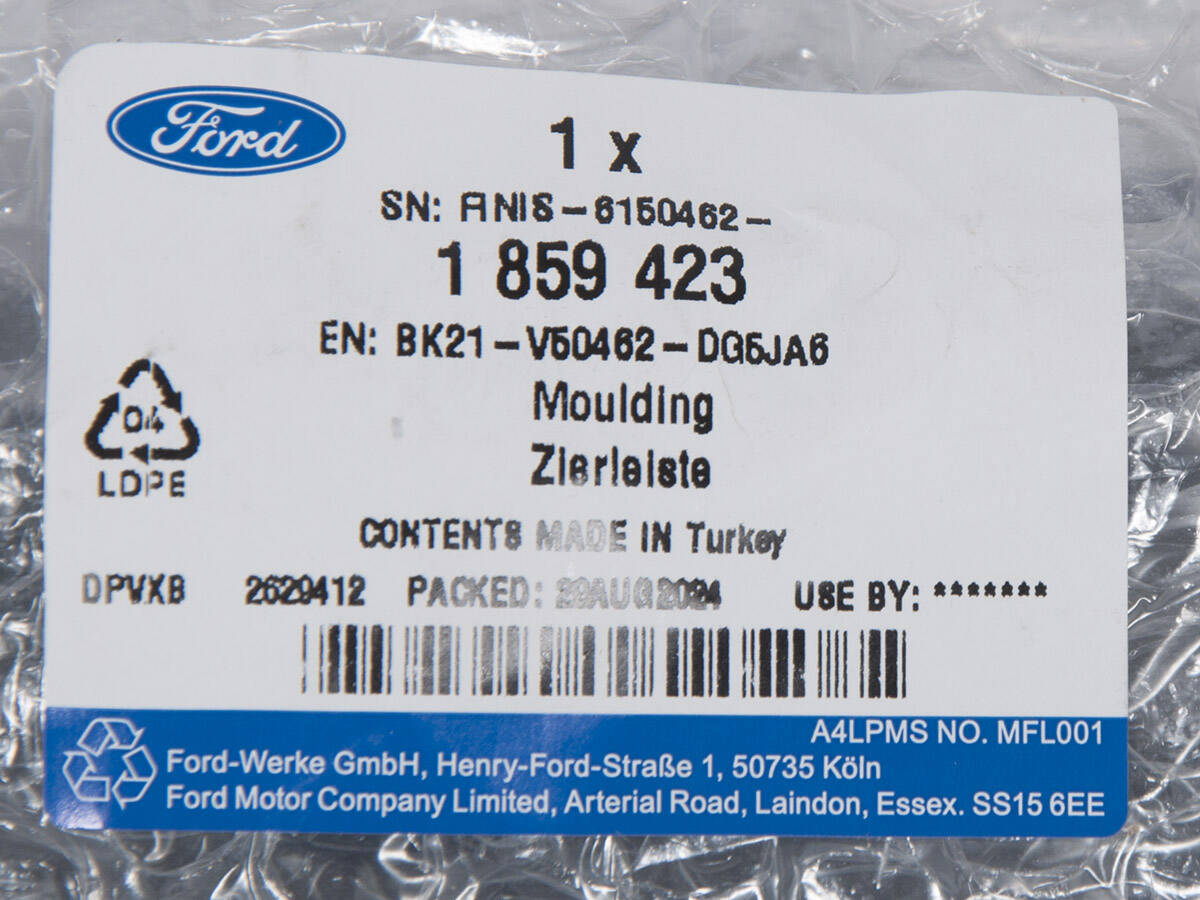 Ford
1 x
SN: FINIS-6150462-
1 859 423
EN: BK21-V50462-DG5JA6
Moulding
Zierleiste
04
LDPE
CONTENTS MADE IN Turkey
DPVXB 2629412 PACKED: 29AUG2024 USE BY: *******
A4LPMS NO. MFL001
Ford-Werke GmbH, Henry-Ford-Straße 1, 50735 Köln
Ford Motor Company Limited, Arterial Road, Laindon, Essex. SS15 6EE